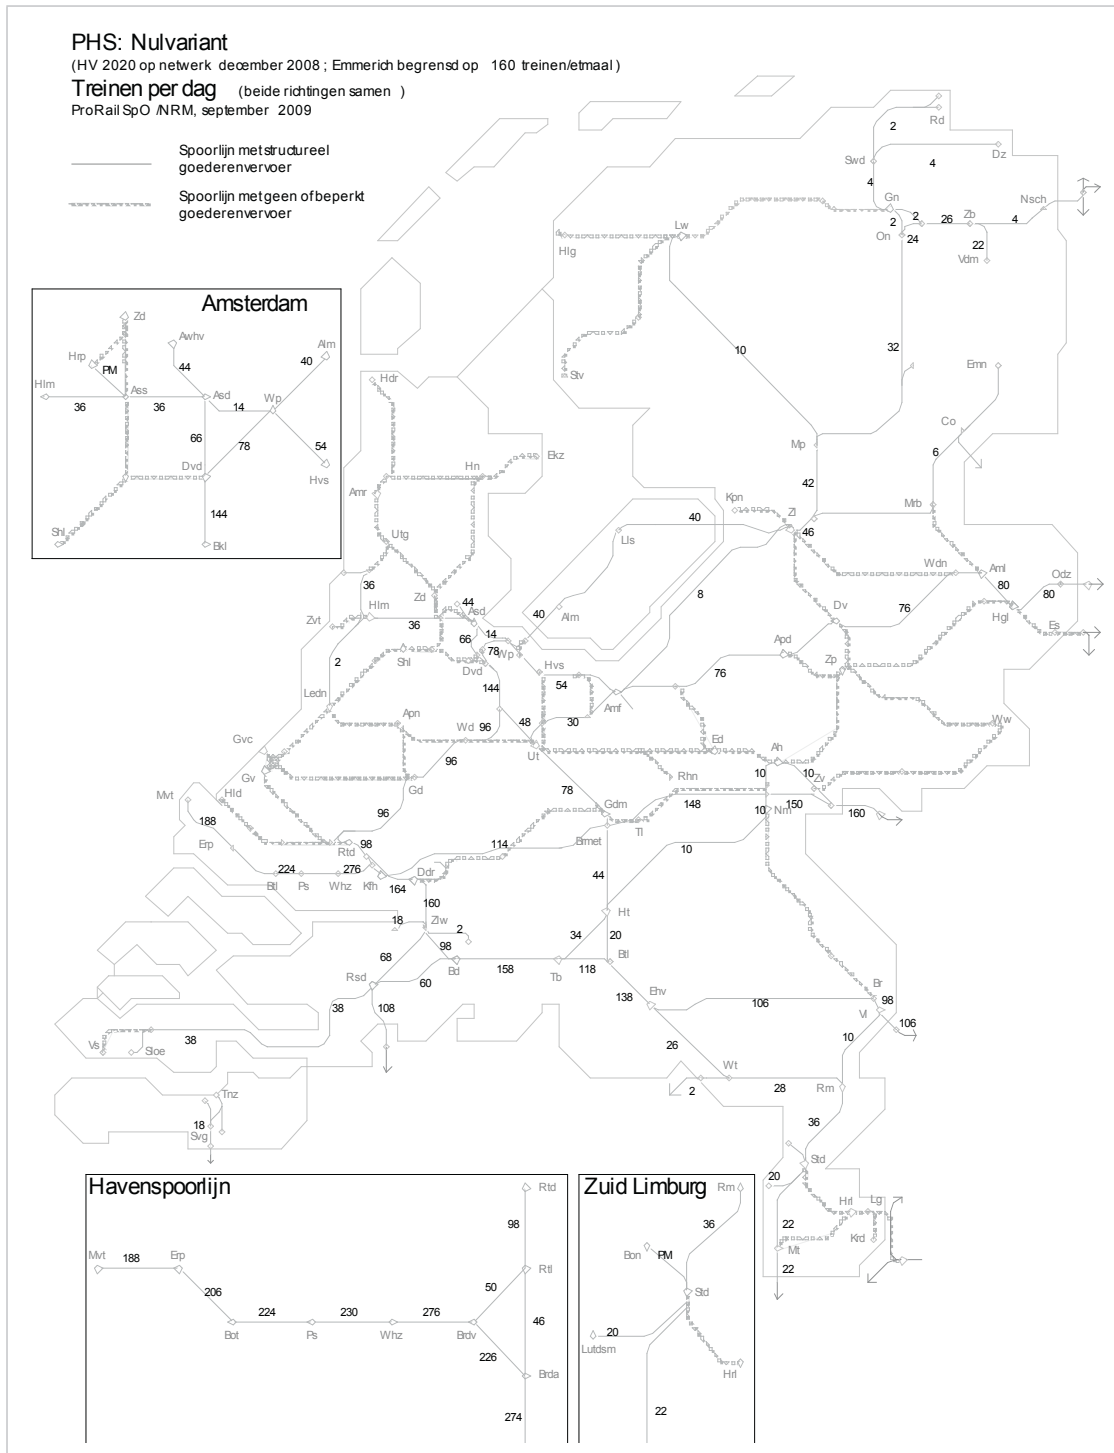 PHS: Nulvariant
(HV 2020 op netwerk december 2008 ; Emmerich begrensd op 160 treinen/etmaal )
Treinen per dag (beide richtingen samen )
ProRail SpO /NRM, september 2009
Spoorlijn met structureel
goederenvervoer
Spoorlijn met geen of beperkt
goederenvervoer
Rd
2
Swd
4
Dz
4
Gn
Nsch
2
2
26
Zb
4
On
24
22
Vdm
Hlg
Lw
10
32
Stv
Emn
Co
6
Mp
42
Mrb
Kpn
Zl
46
Amsterdam
Zd
Awhv
Alm
Hrp
PM
44
40
Hlm
Ass
Asd
Wp
36
36
14
66
78
54
Hvs
Dvd
144
Shl
Bkl
Hdr
Hn
Ekz
Amr
Utg
40
Lls
Wdn
Aml
Odz
80
80
Hgl
Es
36
Zd
44
Asd
40
Alm
8
Dv
76
Zvt
Hlm
36
66
14
78
Wp
Apd
Zp
2
Shl
Dvd
Hvs
54
76
Ledn
144
Amf
30
Apn
Wd
96
48
Ww
Gvc
Ut
Ed
Ah
Gv
96
Gd
Rhn
10
10
Zv
Mvt
Hld
78
Gdm
148
150
160
188
96
10
Nm
Erp
Rtd
98
114
Brmet
Tl
10
224
276
Btl
Ps
Whz
Kfh
Ddr
164
160
44
18
Zlw
2
Ht
34
20
98
68
Bd
158
Tb
118
Btl
Rsd
60
138
Ehv
106
Br
98
Vl
108
38
106
Vs
Sloe
38
26
10
Wt
2
28
Rm
Tnz
36
18
Svg
Std
20
Hrl
Lg
22
Krd
Mt
22
Havenspoorlijn
Rtd
98
Mvt
188
Erp
Rtl
206
50
224
230
276
46
Bot
Ps
Whz
Brdv
226
Brda
274
Zuid Limburg
Rm
36
Bon
PM
Std
20
Lutdsm
Hrl
22